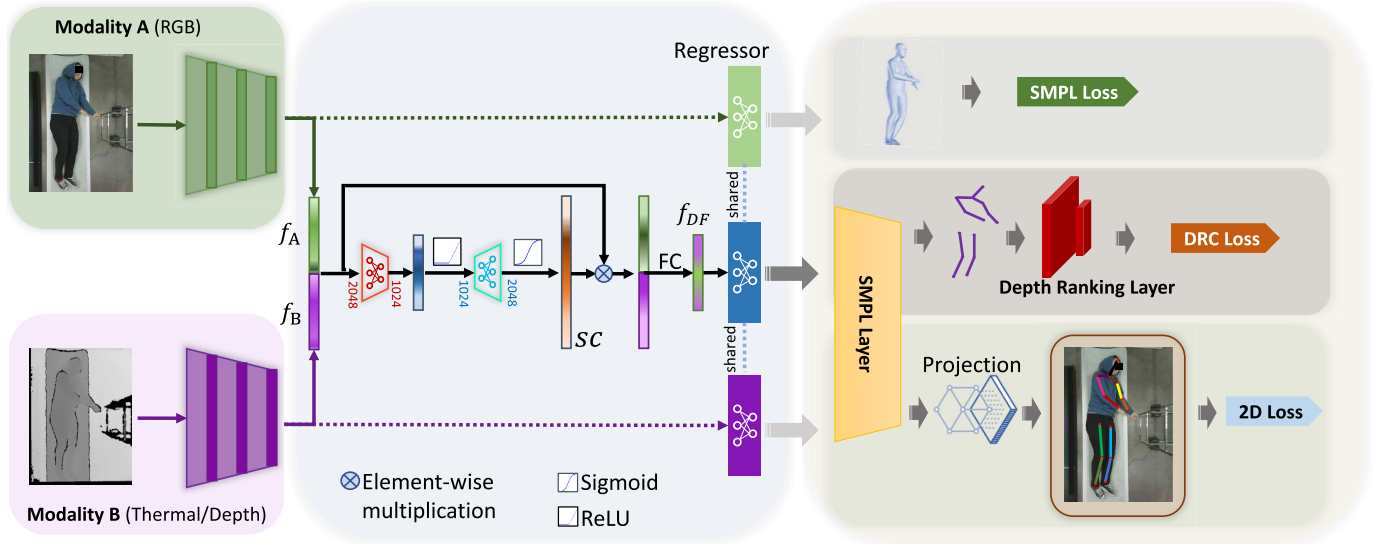 Modality A (RGB)
Regressor
SMPL Loss
shared
f_A
f_DF
FC
DRC Loss
2048
1024
1024
2048
Depth Ranking Layer
f_B
SC
SMPL Layer
shared
Projection
2D Loss
Element-wise
multiplication
Sigmoid
ReLU
Modality B (Thermal/Depth)